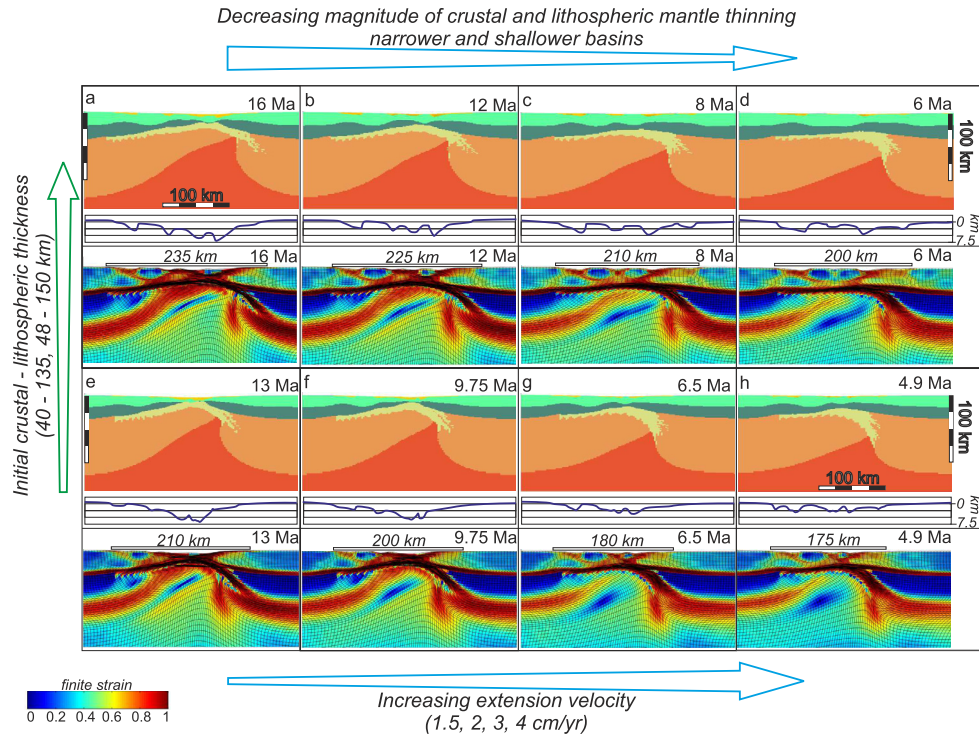 Decreasing magnitude of crustal and lithospheric mantle thinning
narrower and shallower basins
Initial crustal - lithospheric thickness
(40 - 135, 48 - 150 km)
a 16 Ma b 12 Ma c 8 Ma d 6 Ma
100 km
100 km
0
km
7.5
235 km 16 Ma 225 km 12 Ma 210 km 8 Ma 200 km 6 Ma
e 13 Ma f 9.75 Ma g 6.5 Ma h 4.9 Ma
100 km
100 km
0
km
7.5
210 km 13 Ma 200 km 9.75 180 km 6.5 Ma 175 km 4.9 Ma
finite strain
0 0.2 0.4 0.6 0.8 1
Increasing extension velocity
(1.5, 2, 3, 4 cm/yr)